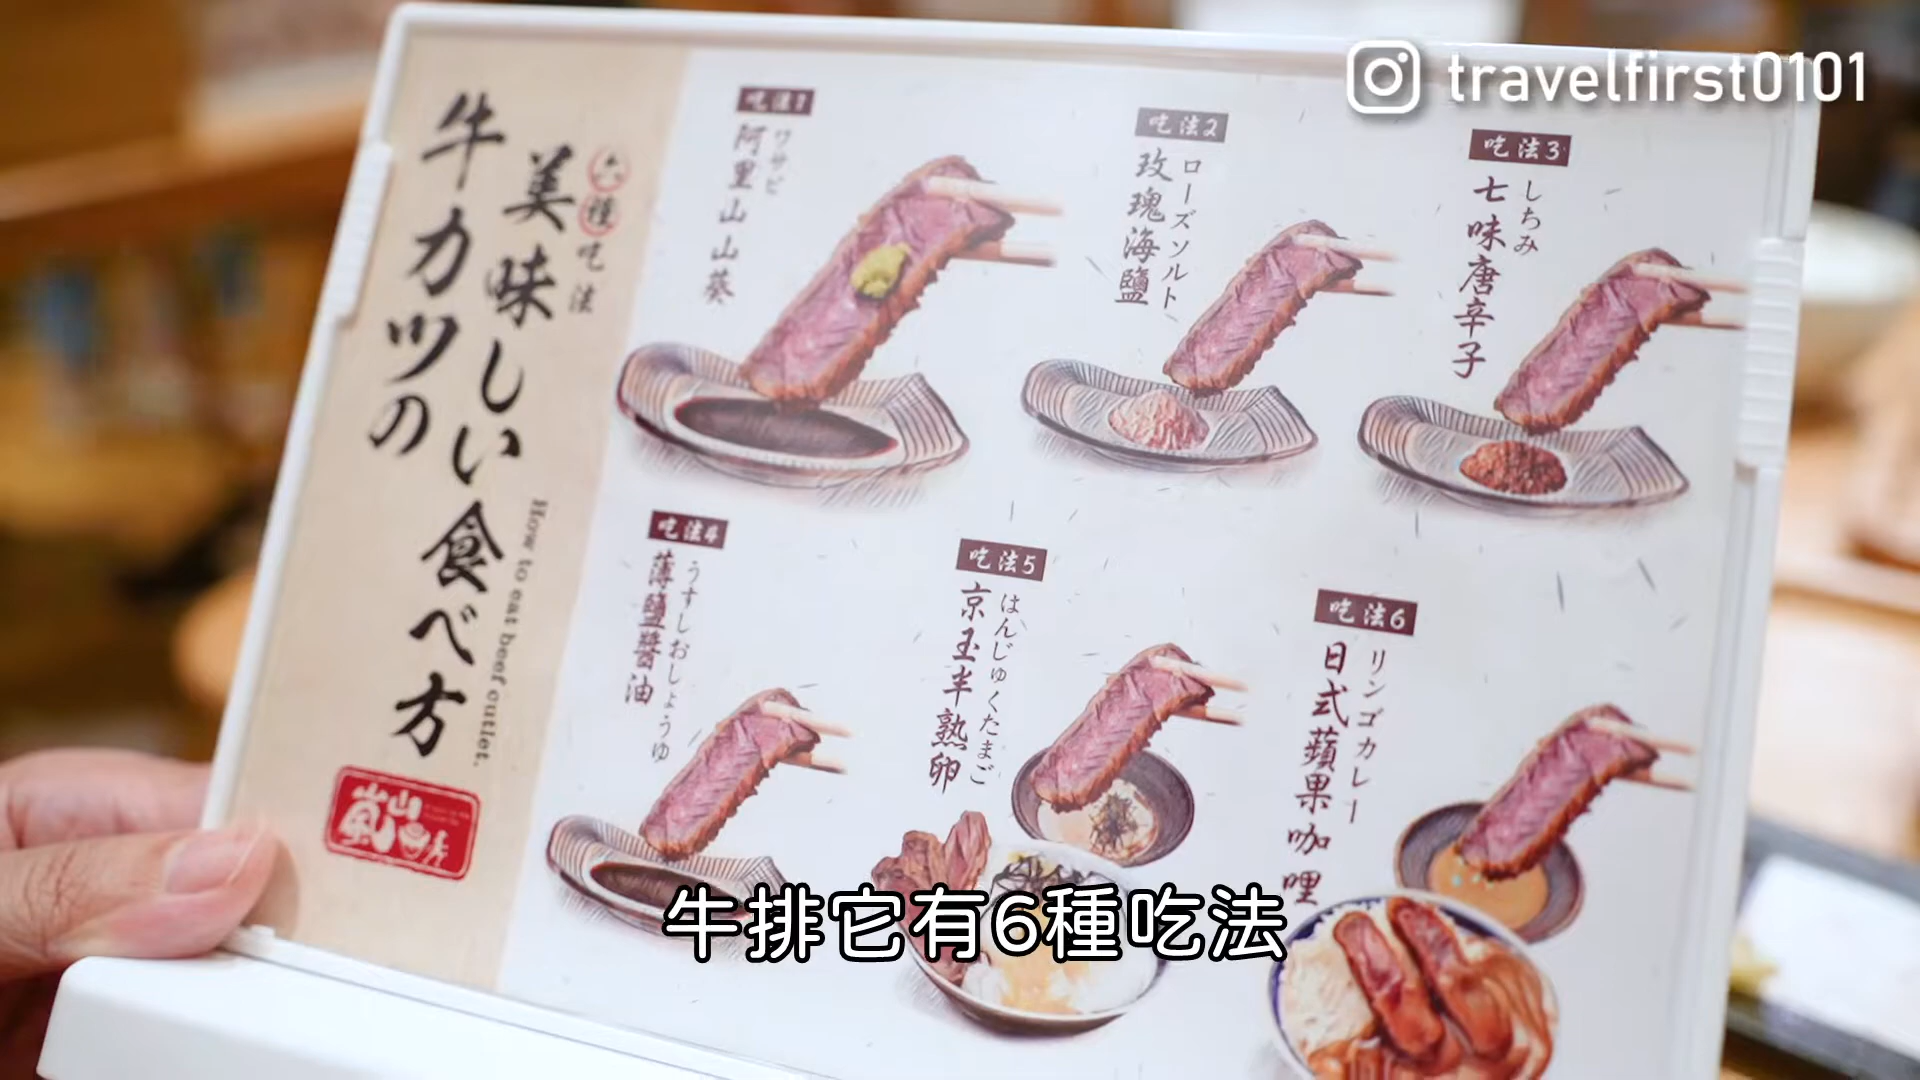 travelfirst0101
六種吃法
美味しい食べ方
牛カツの
How to eat beef cutlet.
嵐山
吃法1
ワサビ
阿里山山葵
吃法2
ローズソルト
玫瑰海鹽
吃法3
しちみ
七味唐辛子
吃法4
うすしおしょうゆ
薄鹽醬油
吃法5
はんじゅくたまご
京玉半熟卵
吃法6
リンゴカレー
日式蘋果咖哩
牛排它有6種吃法